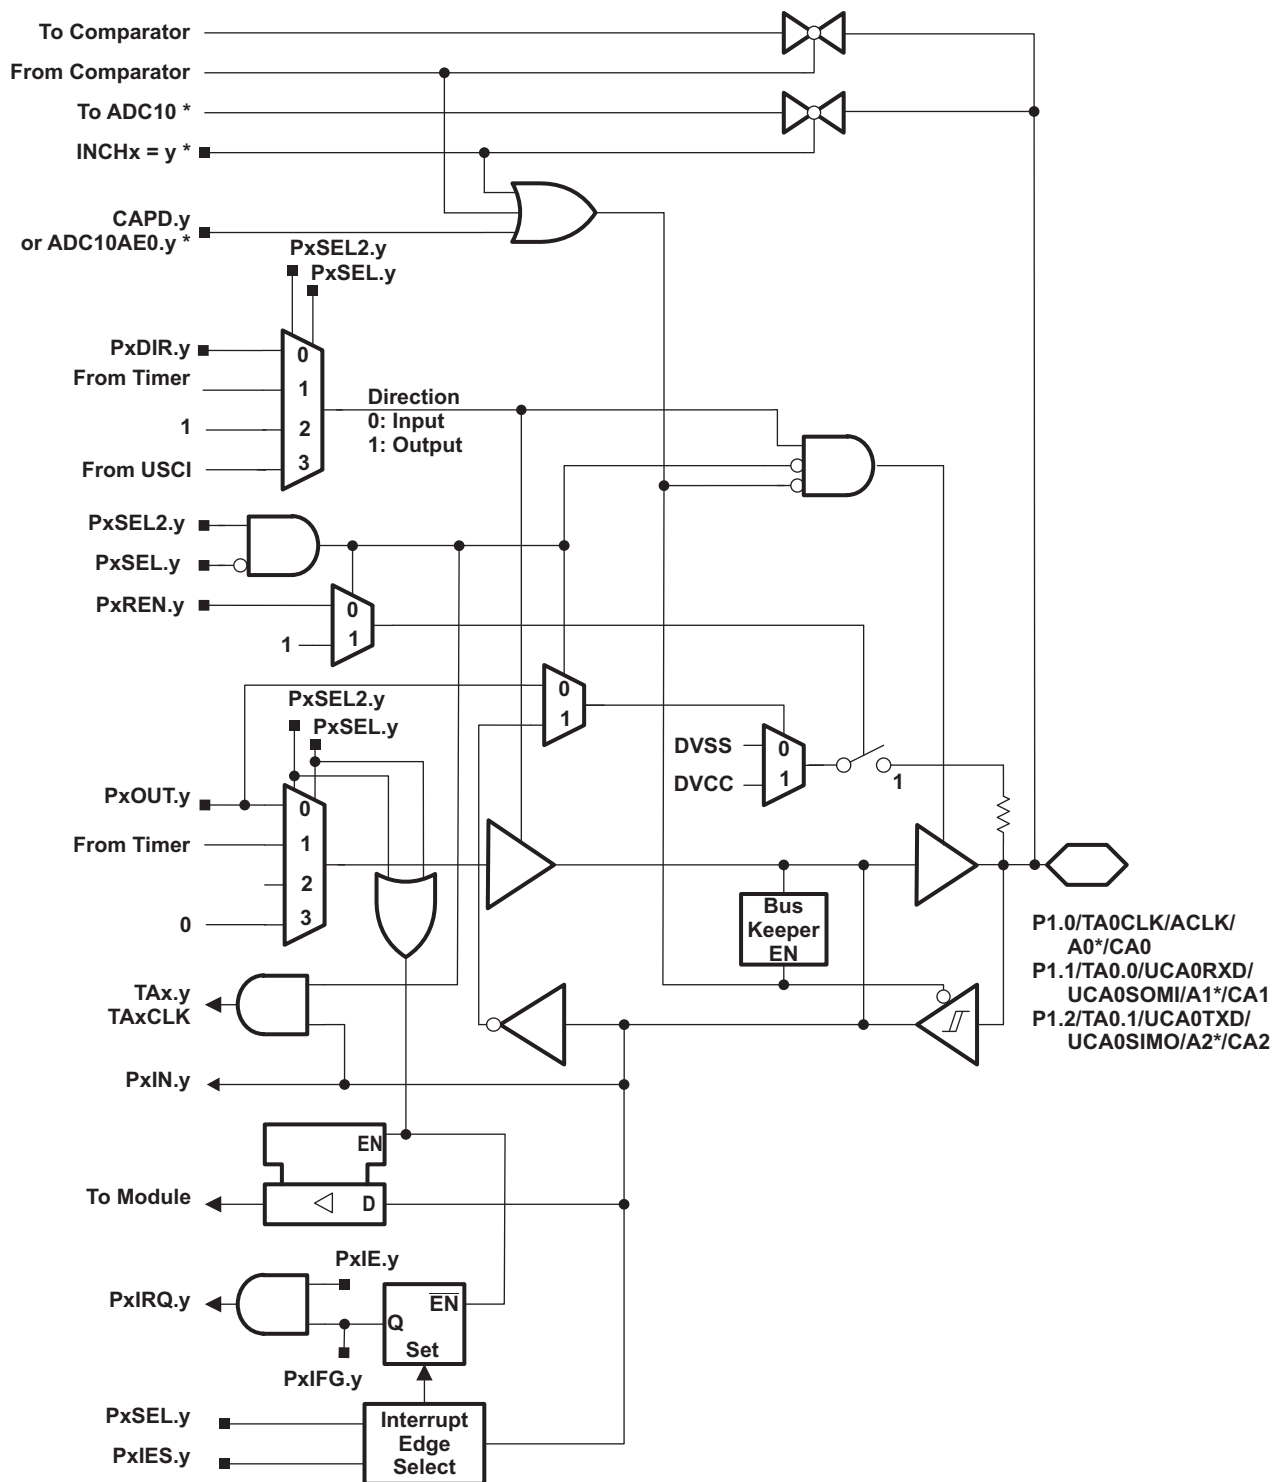 To Comparator
From Comparator
To ADC10 *
INCHx = y *
CAPD.y
or ADC10AE0.y *
PxSEL2.y
PxSEL.y
PxDIR.y
0
From Timer
1
1
2
From USCI
3
Direction
0: Input
1: Output
PxSEL2.y
PxSEL.y
PxREN.y
0
1
1
PxSEL2.y
PxSEL.y
0
1
DVSS
0
DVCC
1
1
PxOUT.y
0
From Timer
1
2
0
3
Bus
Keeper
EN
P1.0/TA0CLK/ACLK/
A0*/CA0
P1.1/TA0.0/UCA0RXD/
UCA0SOMI/A1*/CA1
P1.2/TA0.1/UCA0TXD/
UCA0SIMO/A2*/CA2
TAx.y
TAxCLK
PxIN.y
EN
To Module
D
PxIE.y
PxIRQ.y
EN
Q
Set
PxIFG.y
PxSEL.y
PxIES.y
Interrupt
Edge
Select